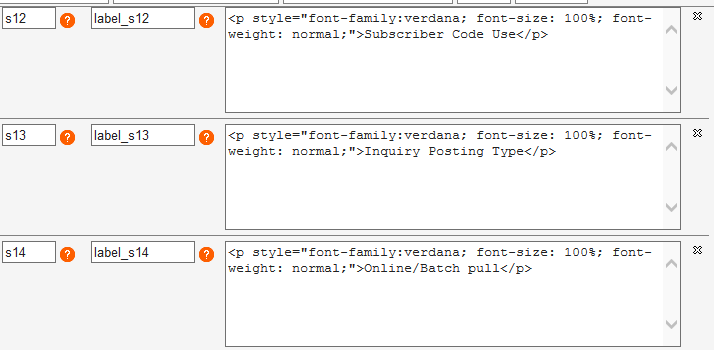 s12 ? label_s12 ? <p style="font-family:verdana; font-size: 100%; font-
weight: normal;">Subscriber Code Use</p>
s13 ? label_s13 ? <p style="font-family:verdana; font-size: 100%; font-
weight: normal;">Inquiry Posting Type</p>
s14 ? label_s14 ? <p style="font-family:verdana; font-size: 100%; font-
weight: normal;">Online/Batch pull</p>